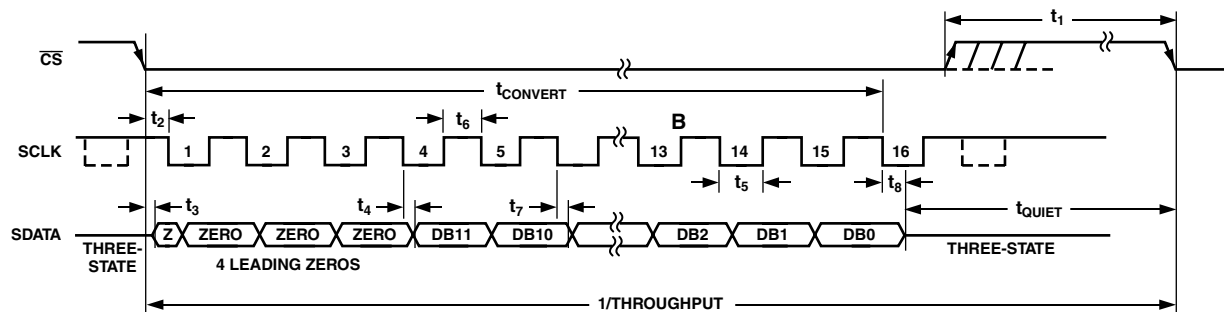 t1
CS
tCONVERT
t2
t6
B
SCLK
1 2 3 4 5 13 14 15 16
t3
t4
t7
t5
t8
tQUIET
SDATA
Z ZERO ZERO ZERO DB11 DB10 DB2 DB1 DB0
THREE-
STATE
THREE-STATE
4 LEADING ZEROS
1/THROUGHPUT